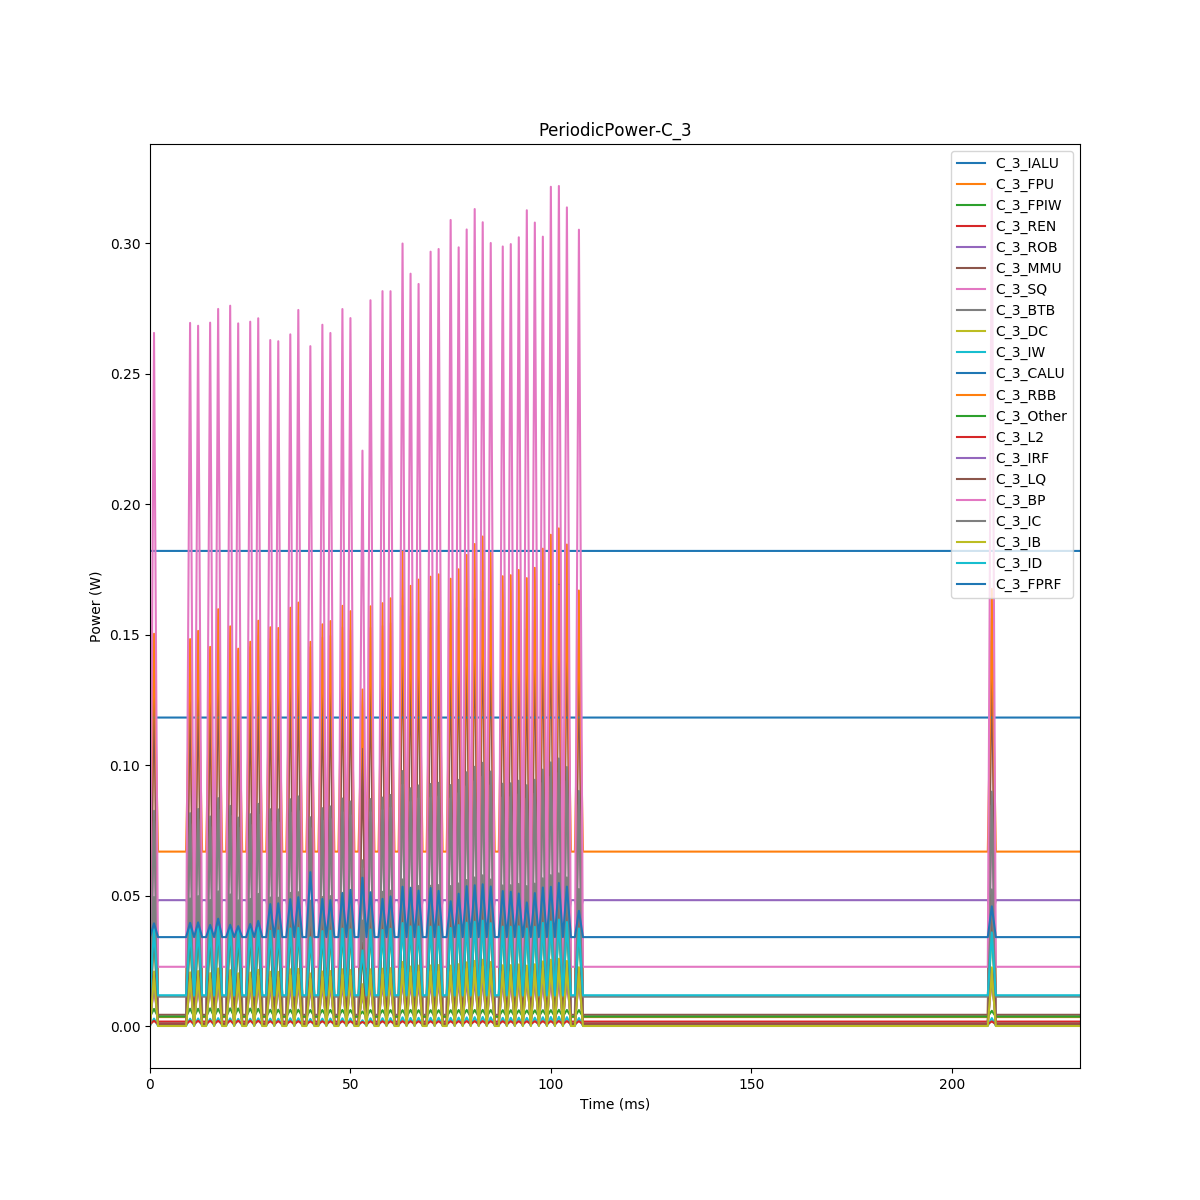 PeriodicPower-C_3
C_3_IALU
C_3_FPU
C_3_FPIW
C_3_REN
C_3_ROB
C_3_MMU
C_3_SQ
C_3_BTB
C_3_DC
C_3_IW
C_3_CALU
C_3_RBB
C_3_Other
C_3_L2
C_3_IRF
C_3_LQ
C_3_BP
C_3_IC
C_3_IB
C_3_ID
C_3_FPRF
0.30
0.25
0.20
0.15
0.10
0.05
0.00
Power (W)
0 50 100 150 200
Time (ms)